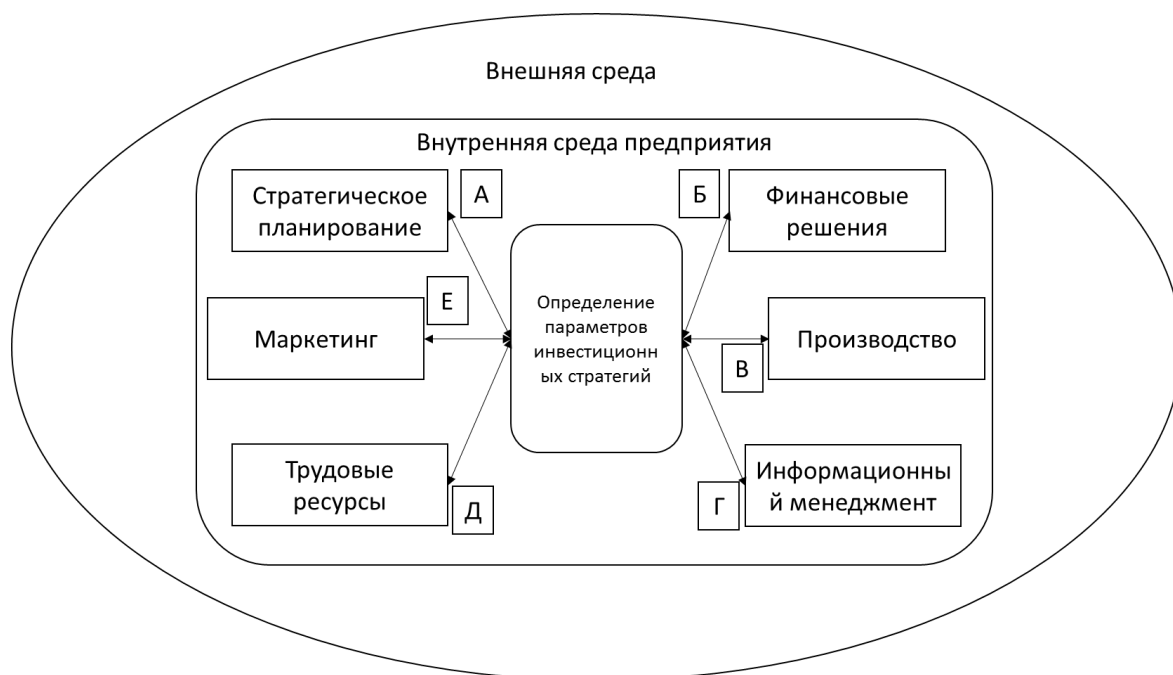 Внешняя среда
Внутренняя среда предприятия
Стратегическое
планирование
А
Б
Финансовые
решения
Маркетинг
Е
Определение
параметров
инвестиционн
ых стратегий
В
Производство
Трудовые
ресурсы
Д
Г
Информационны
й менеджмент